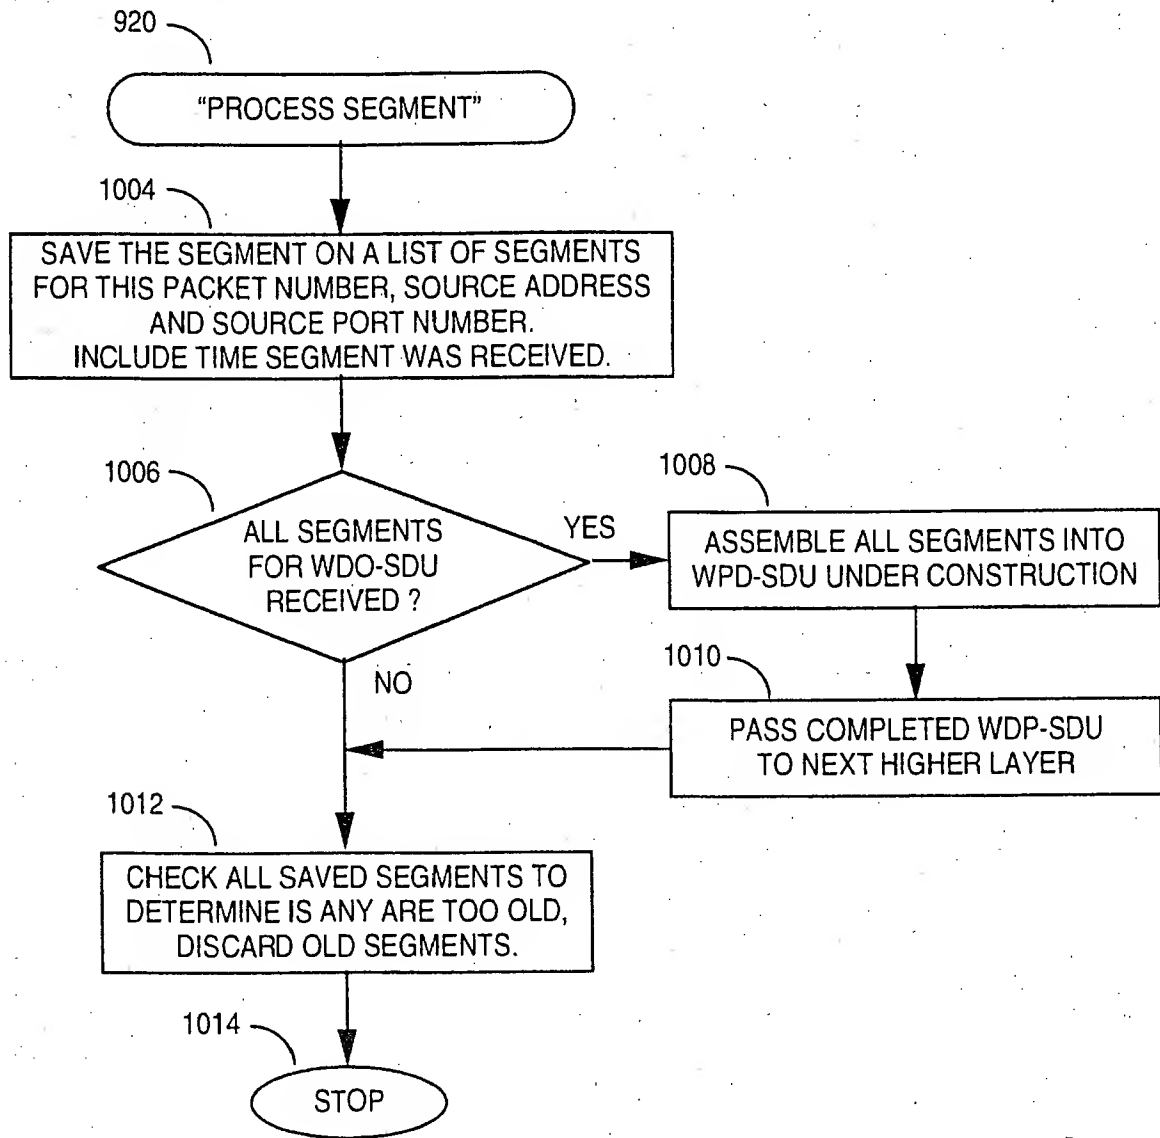 920
"PROCESS SEGMENT"
1004
SAVE THE SEGMENT ON A LIST OF SEGMENTS
FOR THIS PACKET NUMBER, SOURCE ADDRESS
AND SOURCE PORT NUMBER.
INCLUDE TIME SEGMENT WAS RECEIVED.
1006
ALL SEGMENTS
FOR WDO-SDU
RECEIVED ?
YES
NO
1008
ASSEMBLE ALL SEGMENTS INTO
WPD-SDU UNDER CONSTRUCTION
1010
PASS COMPLETED WDP-SDU
TO NEXT HIGHER LAYER
1012
CHECK ALL SAVED SEGMENTS TO
DETERMINE IS ANY ARE TOO OLD,
DISCARD OLD SEGMENTS.
1014
STOP